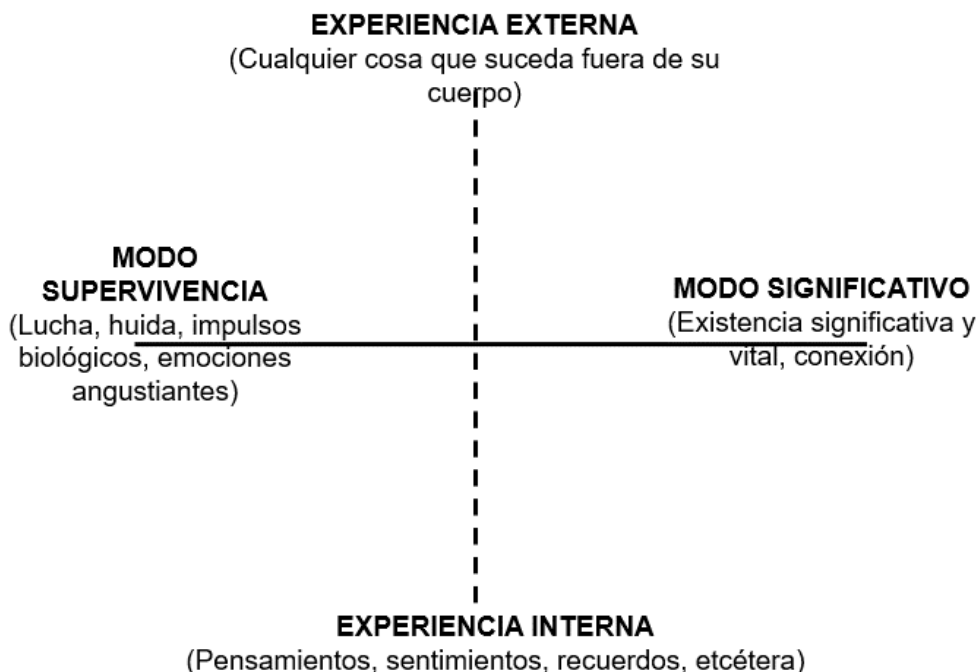 EXPERIENCIA EXTERNA
(Cualquier cosa que suceda fuera de su
cuerpo)
MODO
SUPERVIVENCIA
(Lucha, huida, impulsos
biológicos, emociones
angustiantes)
MODO SIGNIFICATIVO
(Existencia significativa y
vital, conexión)
EXPERIENCIA INTERNA
(Pensamientos, sentimientos, recuerdos, etcétera)